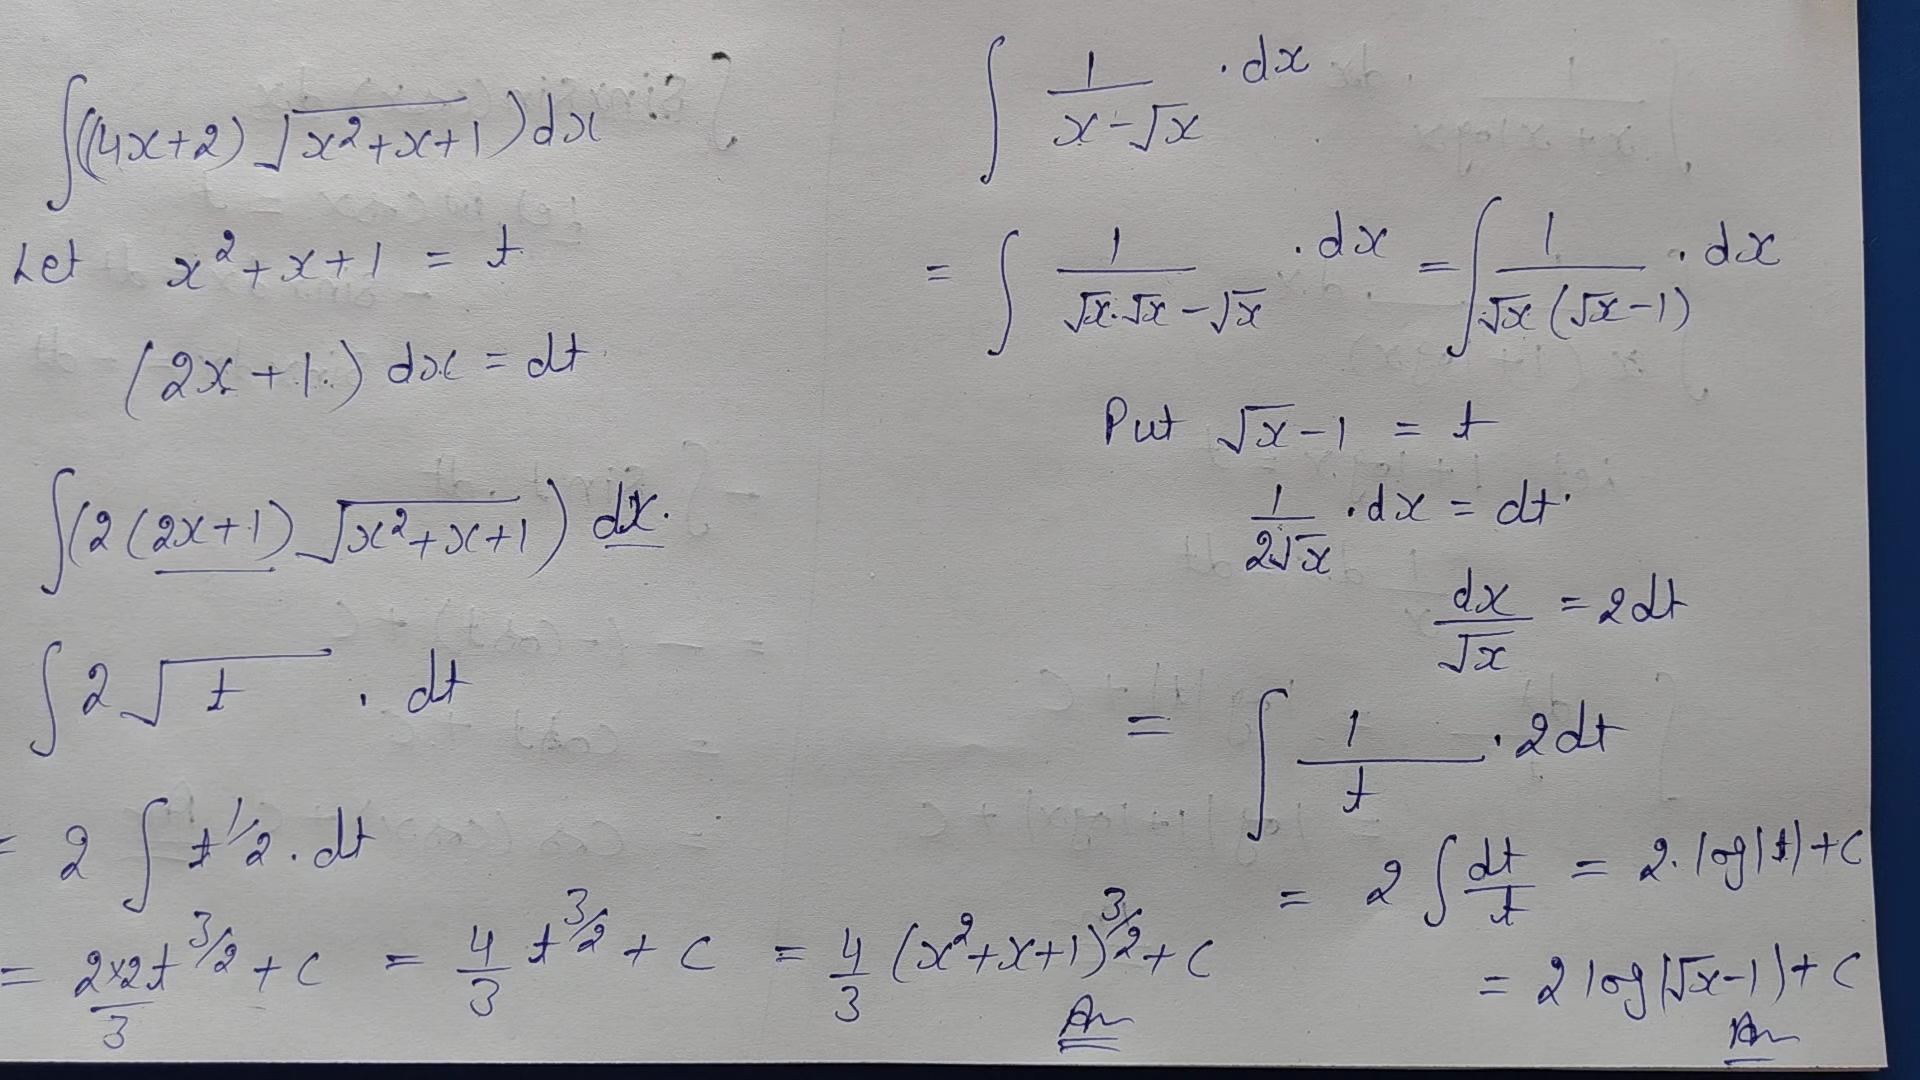 ∫((4x+2) √(x²+x+1)) dx
Let x²+x+1 = t
(2x+1) dx = dt
∫(2(2x+1) √(x²+x+1)) dx.
∫ 2√t . dt
= 2 ∫ t^(1/2) . dt
= (2×2)/3 t^(3/2) + c = 4/3 t^(3/2) + c = 4/3 (x²+x+1)^(3/2) + c
An
∫ 1/(x-√x) . dx
= ∫ 1/(√x.√x-√x) . dx = ∫ 1/(√x(√x-1)) . dx
Put √x-1 = t
1/(2√x) . dx = dt
dx/√x = 2dt
= ∫ 1/t . 2dt
= 2 ∫ dt/t = 2. log|t|+c
= 2 log|√x-1|+c
An